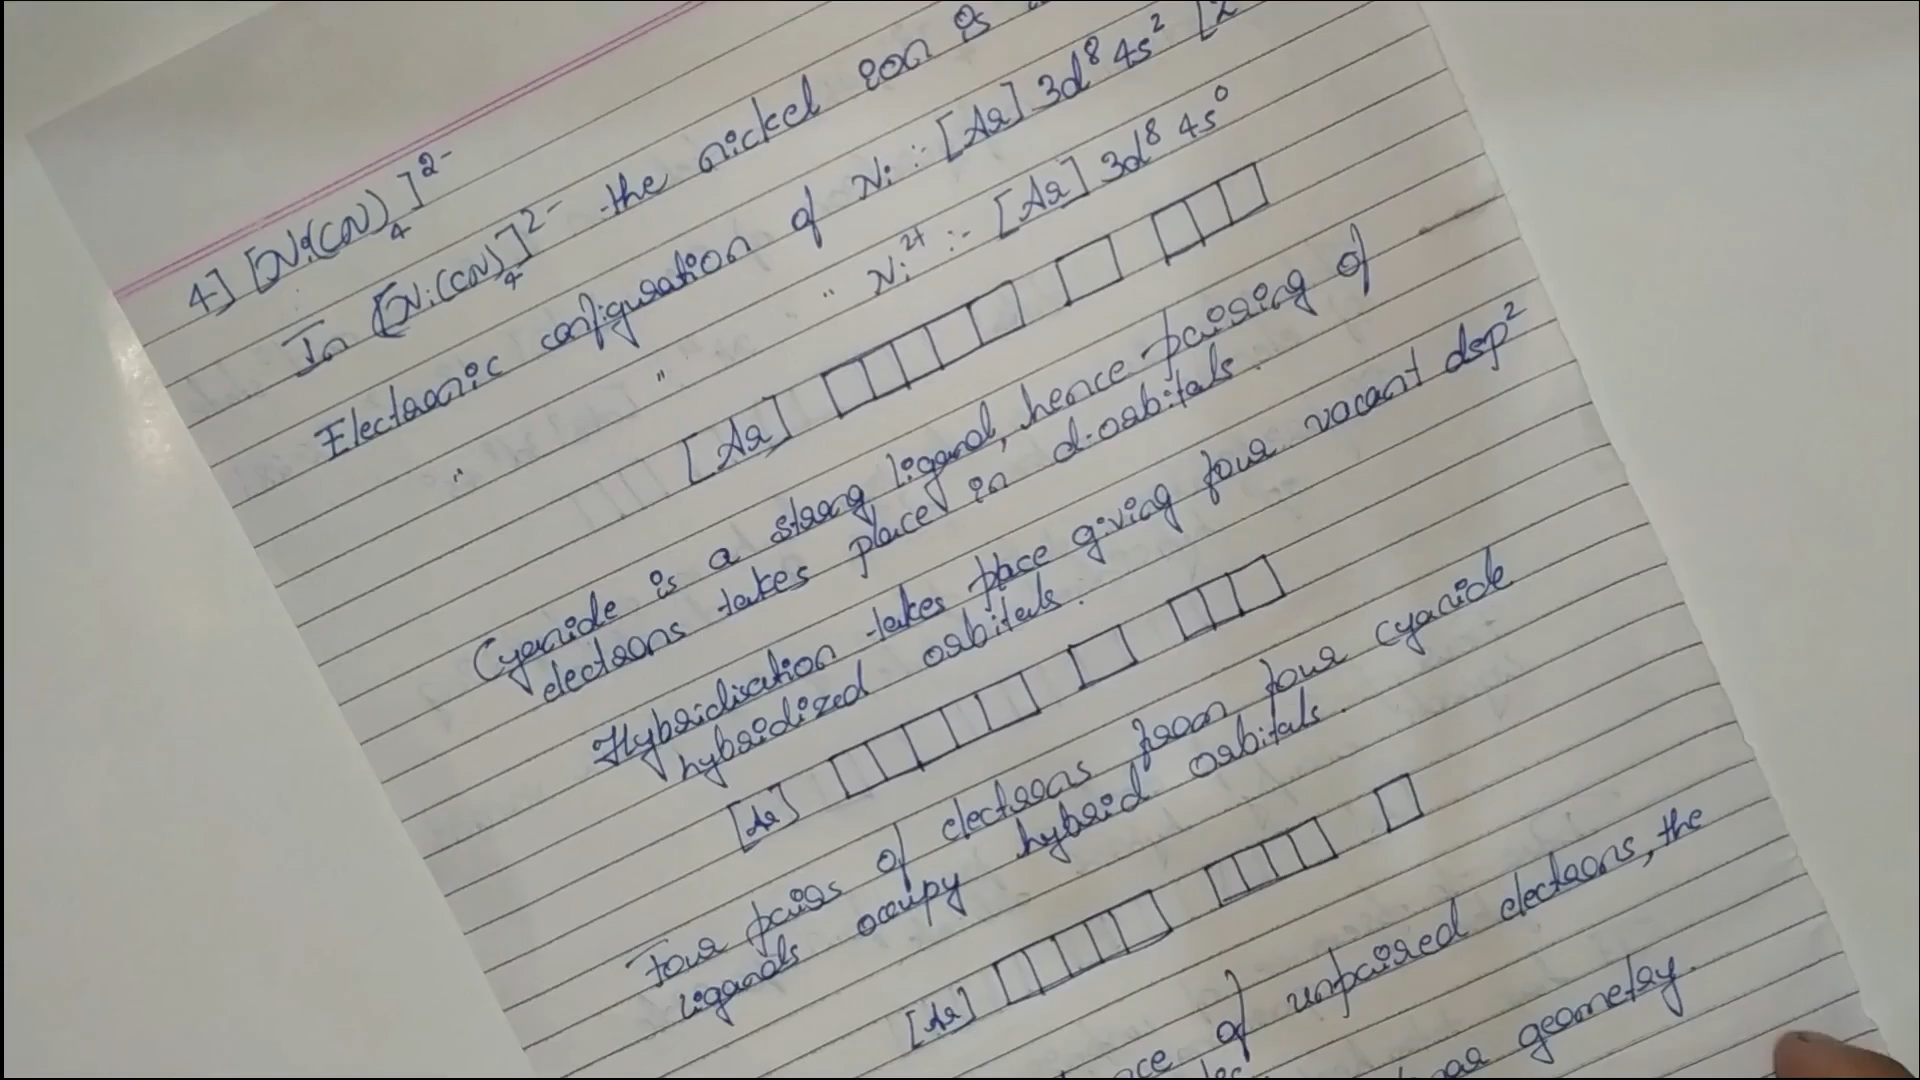 4] [Ni(CN)₄]²⁻
In [Ni(CN)₄]²⁻ the nickel ion is
Electronic configuration of Ni :- [Ar] 3d⁸ 4s² [Z
" " " Ni²⁺ :- [Ar] 3d⁸ 4s⁰
[Ar]
Cyanide is a strong ligand, hence pairing of
electrons takes place in d-orbitals.
Hybridisation takes place giving four vacant dsp²
hybridized orbitals.
[Ar]
Four pairs of electrons from four cyanide
ligands occupy hybrid orbitals.
[Ar]
of unpaired electrons, the
geometry.